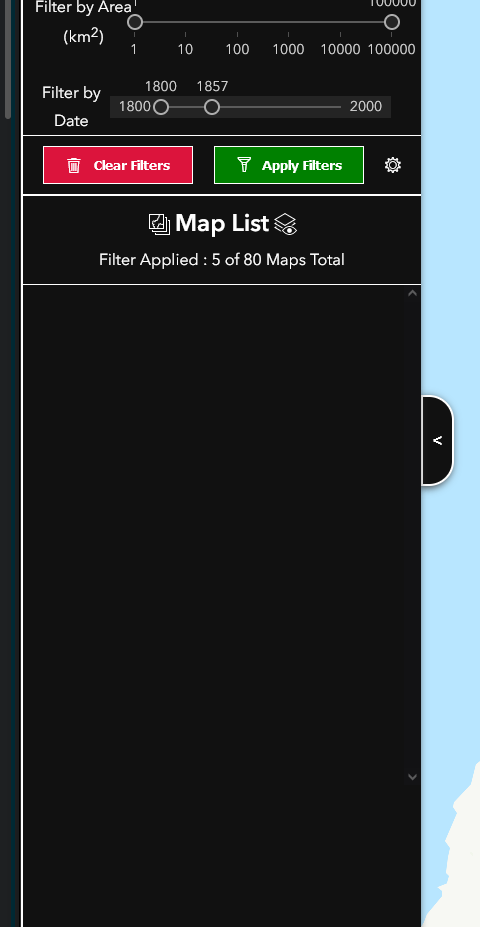 100000
Filter by Area
(km²)
1
1 10 100 1000 10000 100000
1800 1857
Filter by
Date
1800 2000
Clear Filters Apply Filters
Map List
Filter Applied : 5 of 80 Maps Total
<